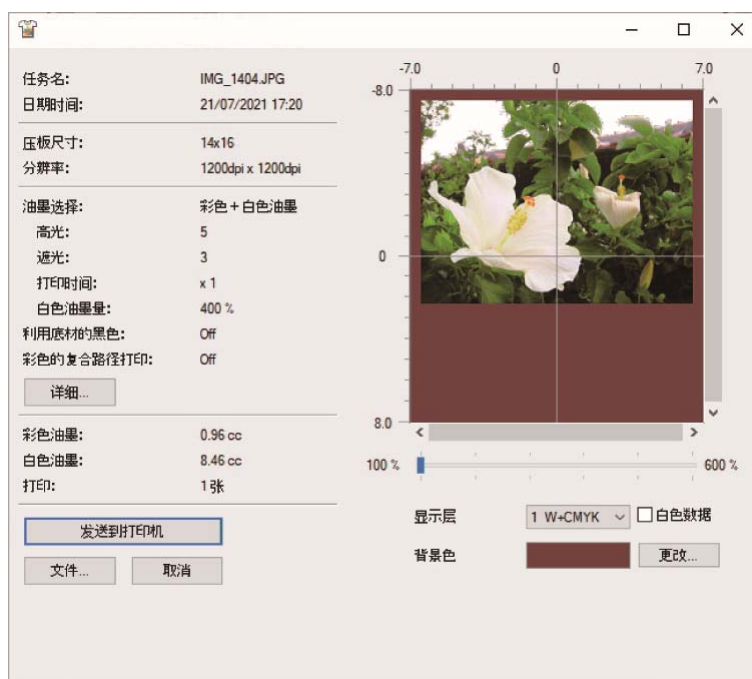 任务名: IMG_1404.JPG
日期时间: 21/07/2021 17:20
压板尺寸: 14x16
分辨率: 1200dpi x 1200dpi
油墨选择: 彩色+白色油墨
高光: 5
遮光: 3
打印时间: x 1
白色油墨量: 400 %
利用底材的黑色: Off
彩色的复合路径打印: Off
详细...
彩色油墨: 0.96 cc
白色油墨: 8.46 cc
打印: 1张
发送到打印机
文件... 取消
-7.0 0 7.0
-8.0
0
8.0
100 % 600 %
显示层 1 W+CMYK 白色数据
背景色 更改...